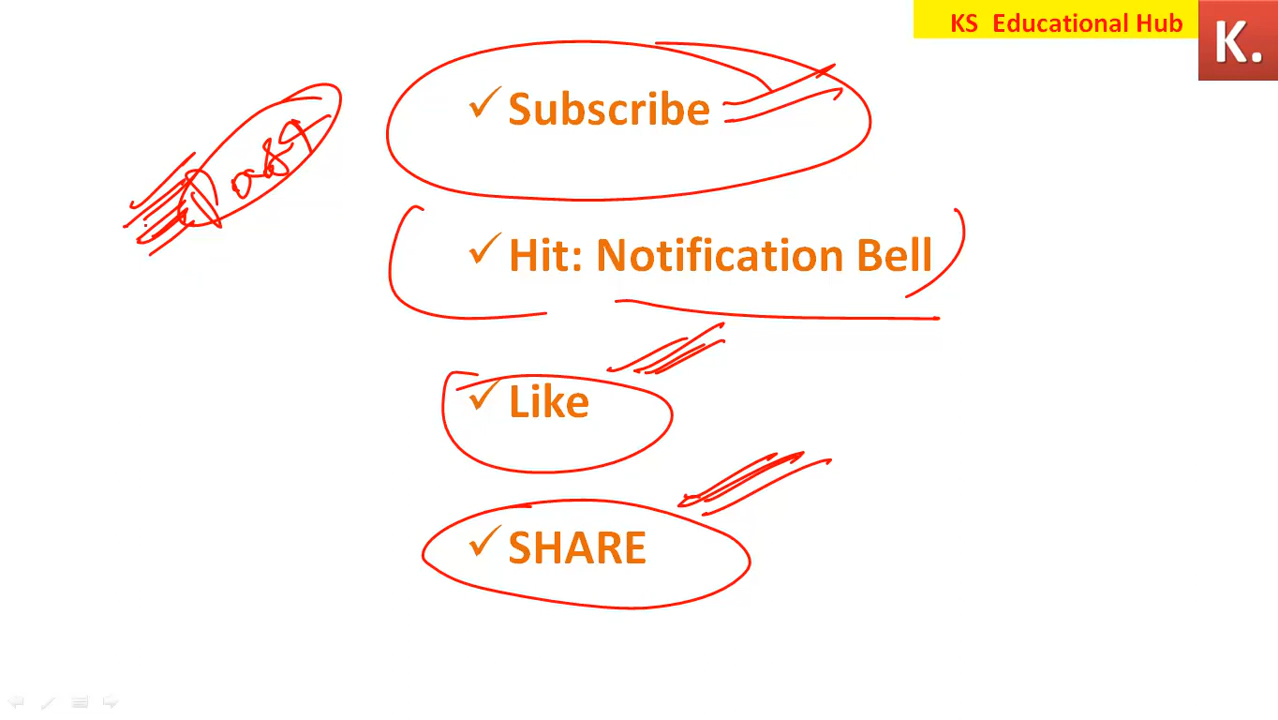 KS Educational Hub
K.
✓ Subscribe
✓ Hit: Notification Bell
✓ Like
✓ SHARE